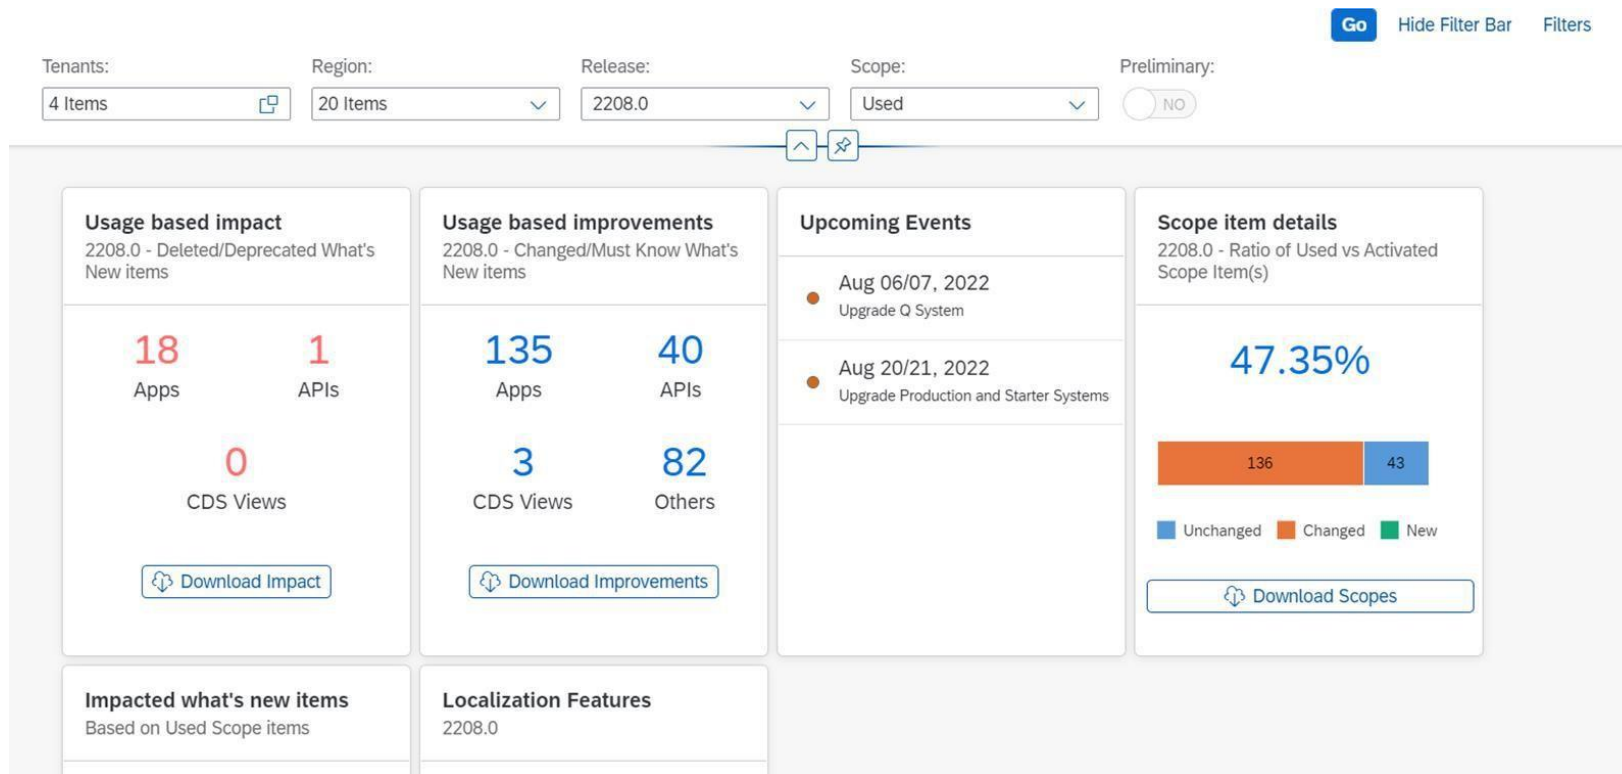 Go Hide Filter Bar Filters
Tenants: Region: Release: Scope: Preliminary:
4 Items 20 Items 2208.0 Used NO
Usage based impact
2208.0 - Deleted/Deprecated What's
New items
18 1
Apps APIs
0
CDS Views
Download Impact
Usage based improvements
2208.0 - Changed/Must Know What's
New items
135 40
Apps APIs
3 82
CDS Views Others
Download Improvements
Upcoming Events
Aug 06/07, 2022
Upgrade Q System
Aug 20/21, 2022
Upgrade Production and Starter Systems
Scope item details
2208.0 - Ratio of Used vs Activated
Scope Item(s)
47.35%
136 43
Unchanged Changed New
Download Scopes
Impacted what's new items
Based on Used Scope items
Localization Features
2208.0